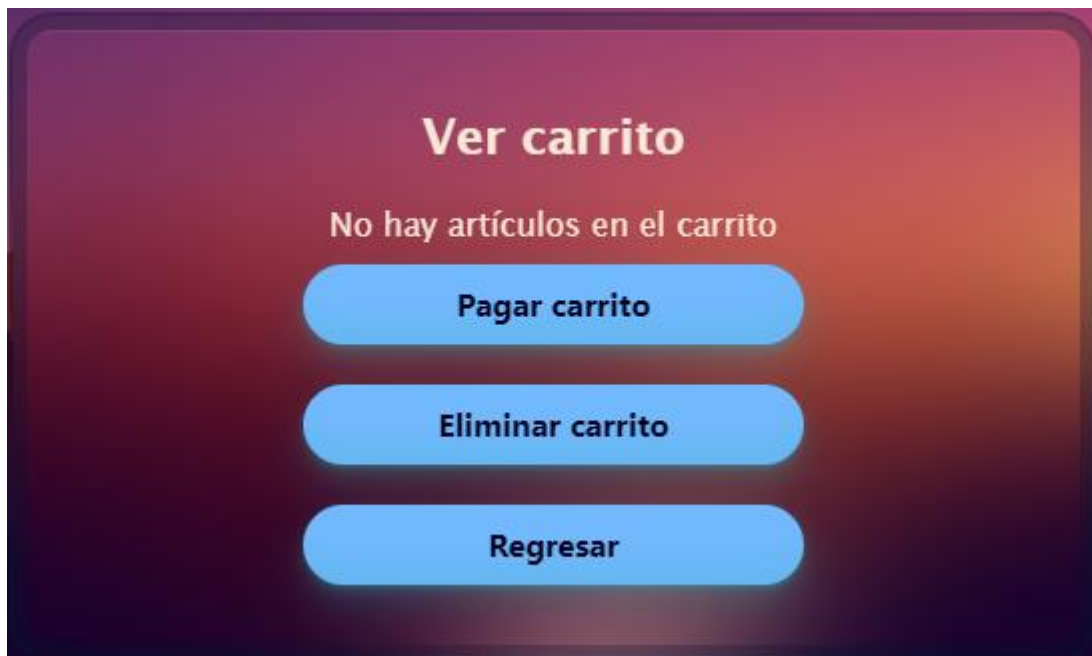 Ver carrito
No hay artículos en el carrito
Pagar carrito
Eliminar carrito
Regresar